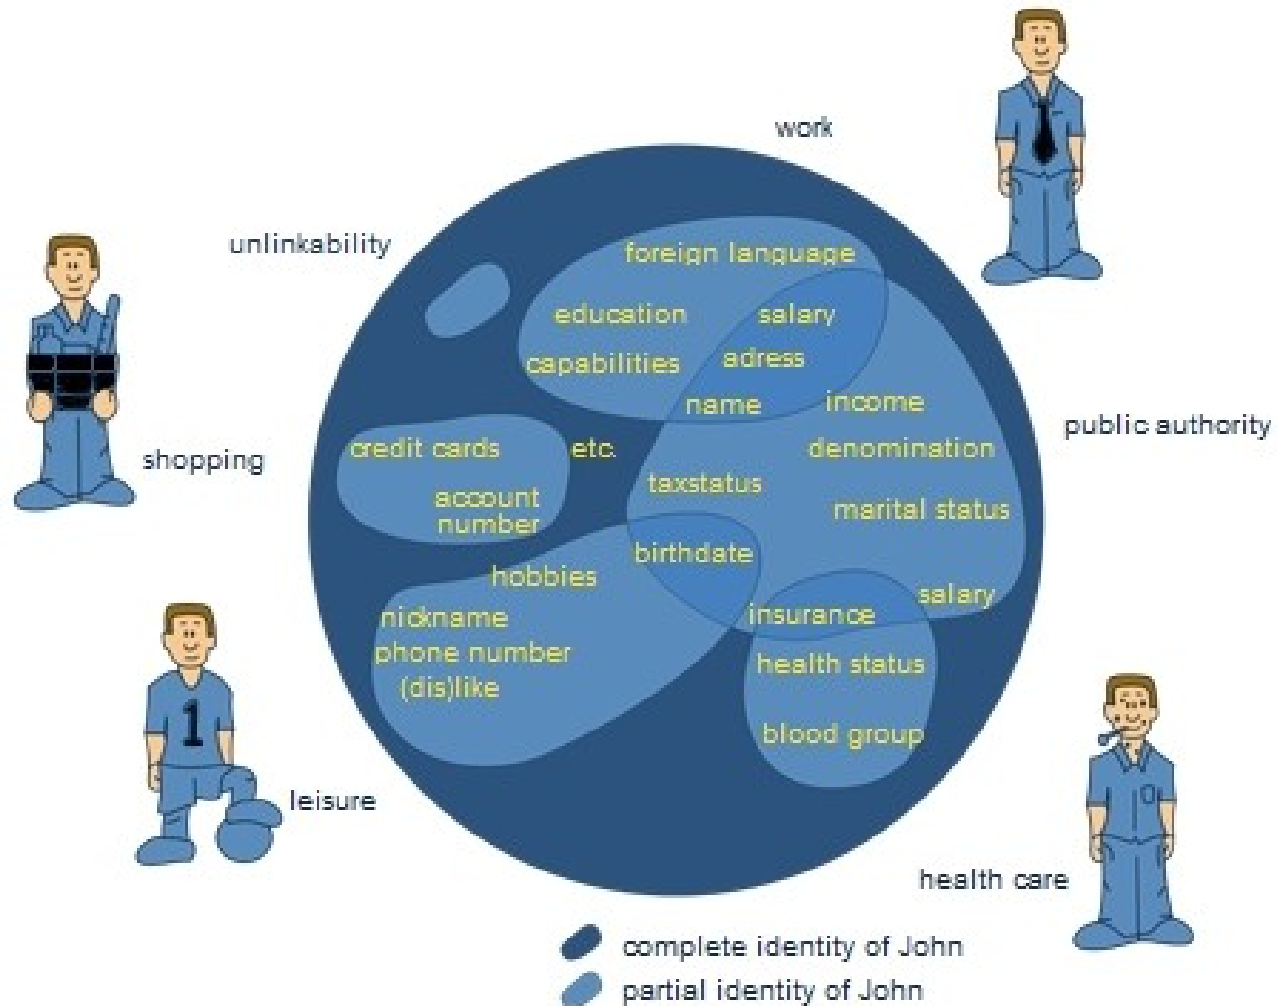 work
unlinkability
foreign language
education
salary
capabilities
adress
name
income
public authority
credit cards
etc.
denomination
shopping
taxstatus
account
number
marital status
birthdate
hobbies
salary
nickname
insurance
phone number
health status
(dis)like
blood group
1
leisure
health care
complete identity of John
partial identity of John